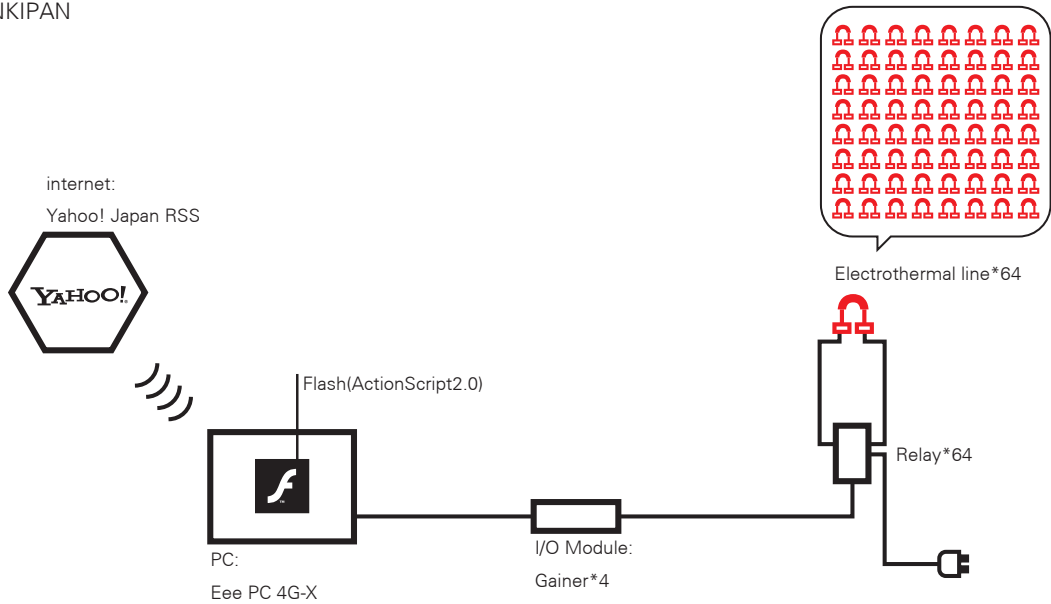 NKIPAN
internet:
Yahoo! Japan RSS
YAHOO!
Electrothermal line*64
Flash(ActionScript2.0)
Relay*64
I/O Module:
Gainer*4
PC:
Eee PC 4G-X